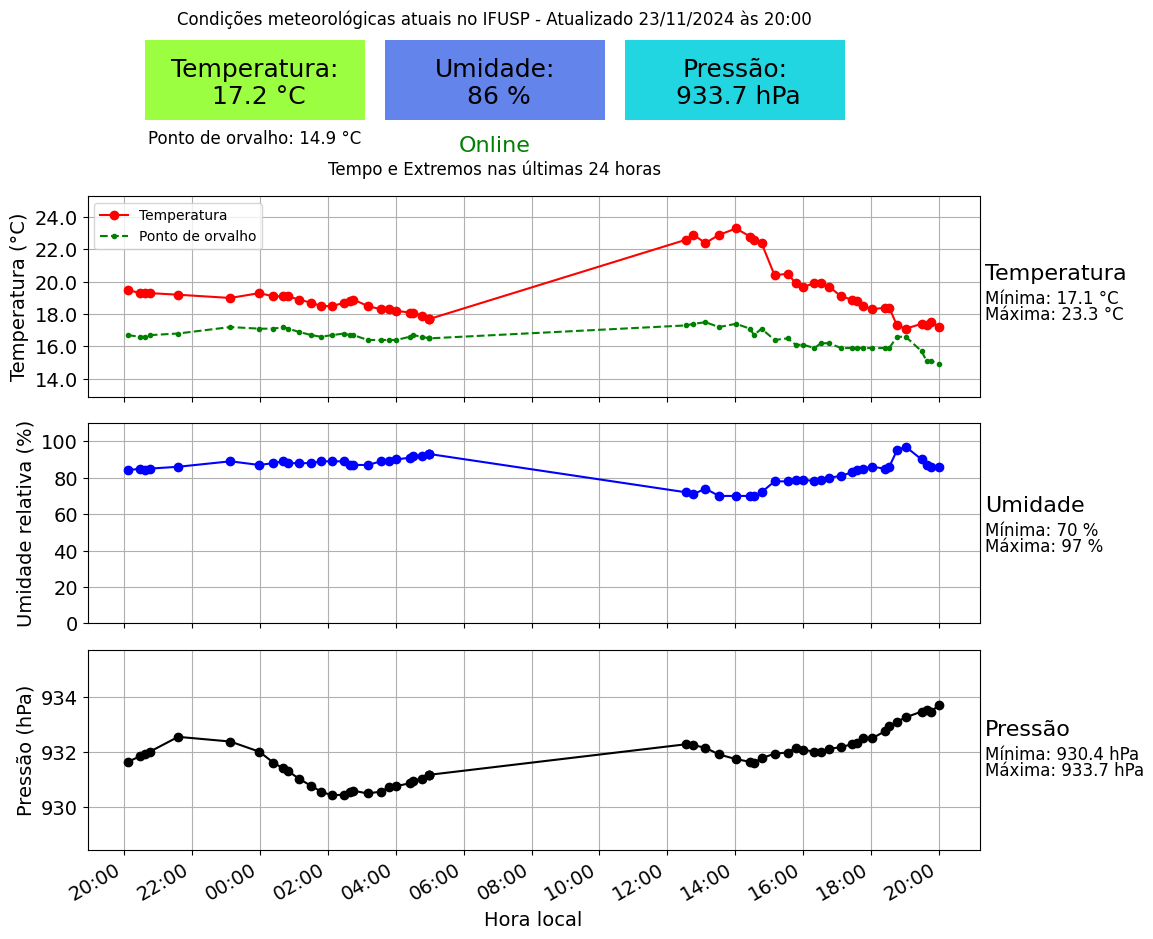 Condições meteorológicas atuais no IFUSP - Atualizado 23/11/2024 às 20:00
Temperatura:
17.2 °C
Umidade:
86 %
Pressão:
933.7 hPa
Ponto de orvalho: 14.9 °C
Online
Tempo e Extremos nas últimas 24 horas
Temperatura (°C)
24.0
22.0
20.0
18.0
16.0
14.0
Temperatura
Ponto de orvalho
Temperatura
Mínima: 17.1 °C
Máxima: 23.3 °C
Umidade relativa (%)
100
80
60
40
20
0
Umidade
Mínima: 70 %
Máxima: 97 %
Pressão (hPa)
934
932
930
Pressão
Mínima: 930.4 hPa
Máxima: 933.7 hPa
20:00 22:00 00:00 02:00 04:00 06:00 08:00 10:00 12:00 14:00 16:00 18:00 20:00
Hora local